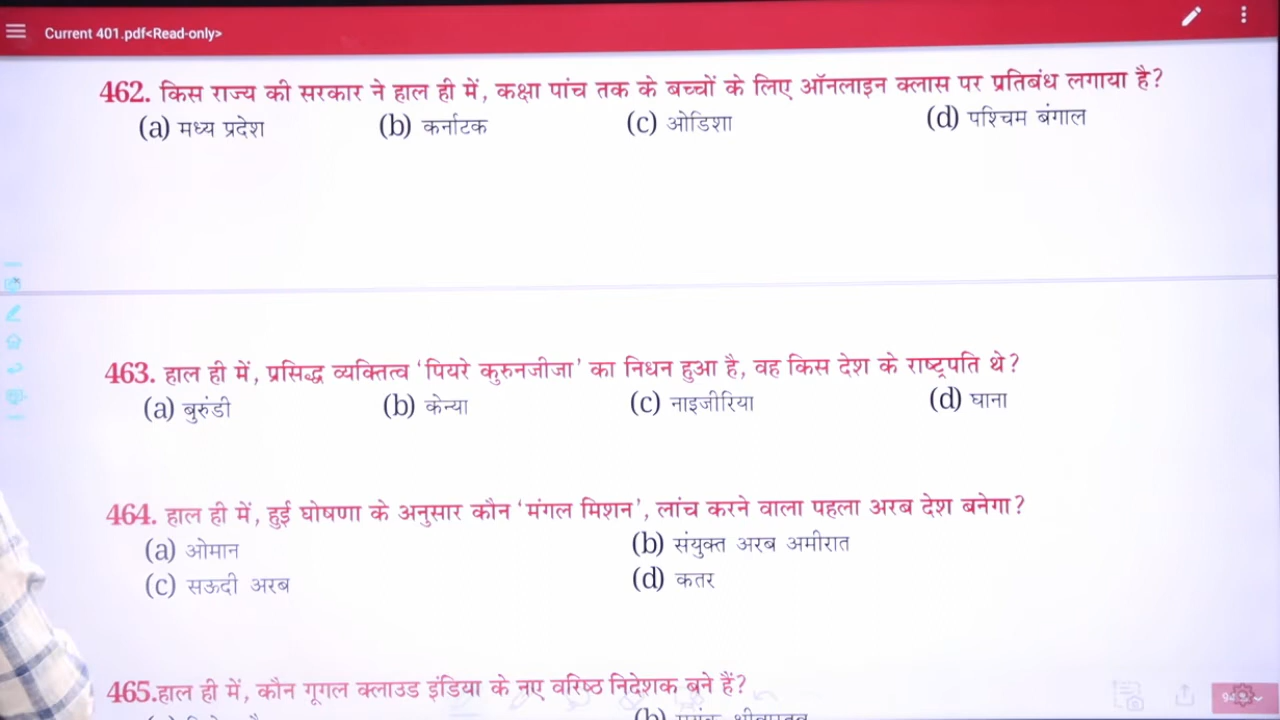 Current 401.pdf<Read-only>
462. किस राज्य की सरकार ने हाल ही में, कक्षा पांच तक के बच्चों के लिए ऑनलाइन क्लास पर प्रतिबंध लगाया है?
(a) मध्य प्रदेश (b) कर्नाटक (c) ओडिशा (d) पश्चिम बंगाल
463. हाल ही में, प्रसिद्ध व्यक्तित्व 'पियरे कुरुनजीजा' का निधन हुआ है, वह किस देश के राष्ट्रपति थे?
(a) बुरुंडी (b) केन्या (c) नाइजीरिया (d) घाना
464. हाल ही में, हुई घोषणा के अनुसार कौन 'मंगल मिशन', लांच करने वाला पहला अरब देश बनेगा?
(a) ओमान (b) संयुक्त अरब अमीरात
(c) सऊदी अरब (d) कतर
465.हाल ही में, कौन गूगल क्लाउड इंडिया के नए वरिष्ठ निदेशक बने हैं?
(b)